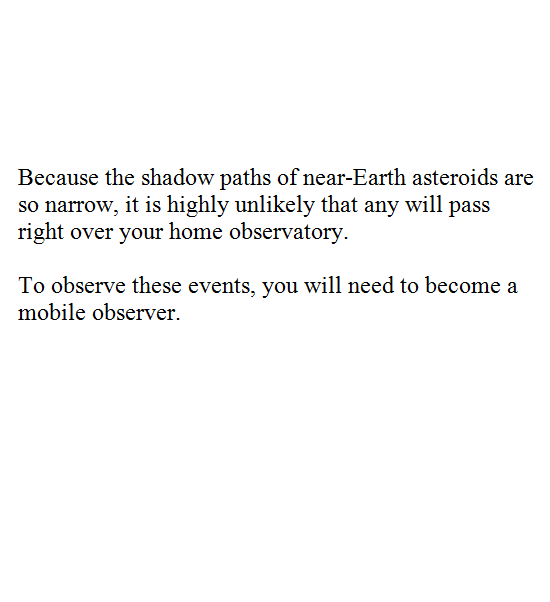 Because the shadow paths of near-Earth asteroids are
so narrow, it is highly unlikely that any will pass
right over your home observatory.
To observe these events, you will need to become a
mobile observer.